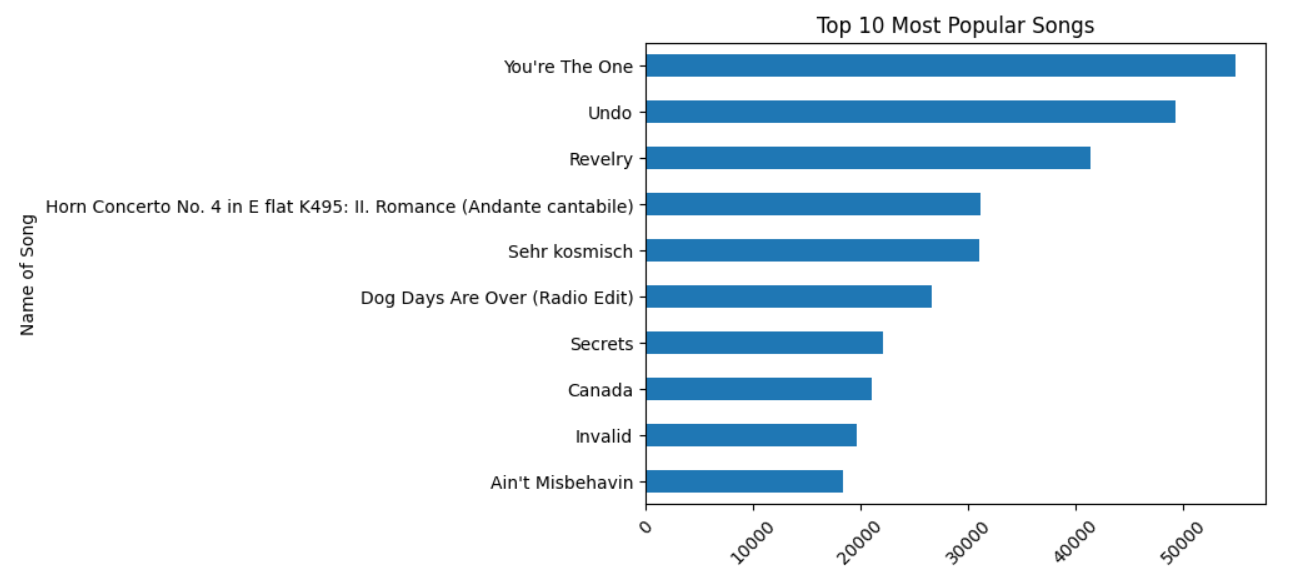 Top 10 Most Popular Songs
Name of Song
You're The One
Undo
Revelry
Horn Concerto No. 4 in E flat K495: II. Romance (Andante cantabile)
Sehr kosmisch
Dog Days Are Over (Radio Edit)
Secrets
Canada
Invalid
Ain't Misbehavin
0
10000
20000
30000
40000
50000